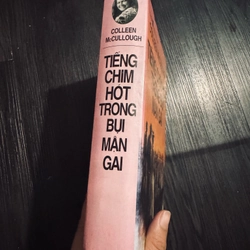 COLLEEN
McCULLOUGH
TIẾNG
CHIM
HÓT
TRONG
BỤI
MẬN
GAI